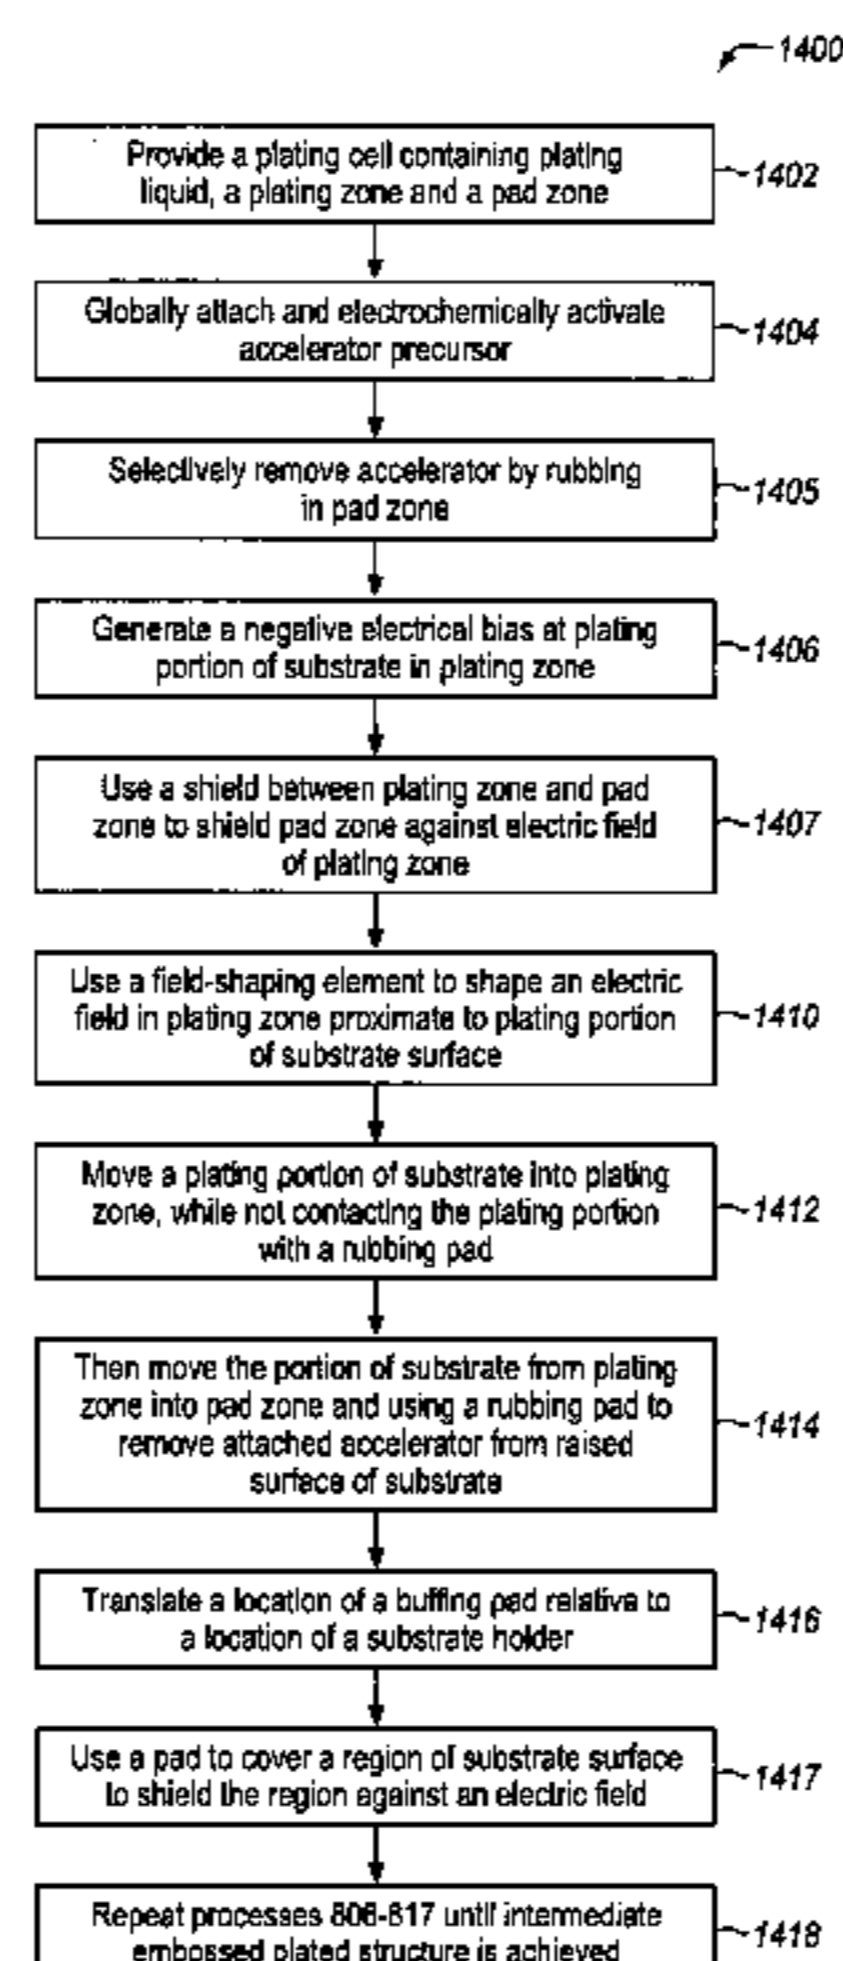 1400
Provide a plating cell containing plating
liquid, a plating zone and a pad zone
1402
Globally attach and electrochemically activate
accelerator precursor
1404
Selectively remove accelerator by rubbing
in pad zone
1405
Generate a negative electrical bias at plating
portion of substrate in plating zone
1406
Use a shield between plating zone and pad
zone to shield pad zone against electric field
of plating zone
1407
Use a field-shaping element to shape an electric
field in plating zone proximate to plating portion
of substrate surface
1410
Move a plating portion of substrate into plating
zone, while not contacting the plating portion
with a rubbing pad
1412
Then move the portion of substrate from plating
zone into pad zone and using a rubbing pad to
remove attached accelerator from raised
surface of substrate
1414
Translate a location of a buffing pad relative to
a location of a substrate holder
1416
Use a pad to cover a region of substrate surface
to shield the region against an electric field
1417
Repeat processes 806-817 until intermediate
embossed plated structure is achieved
1418